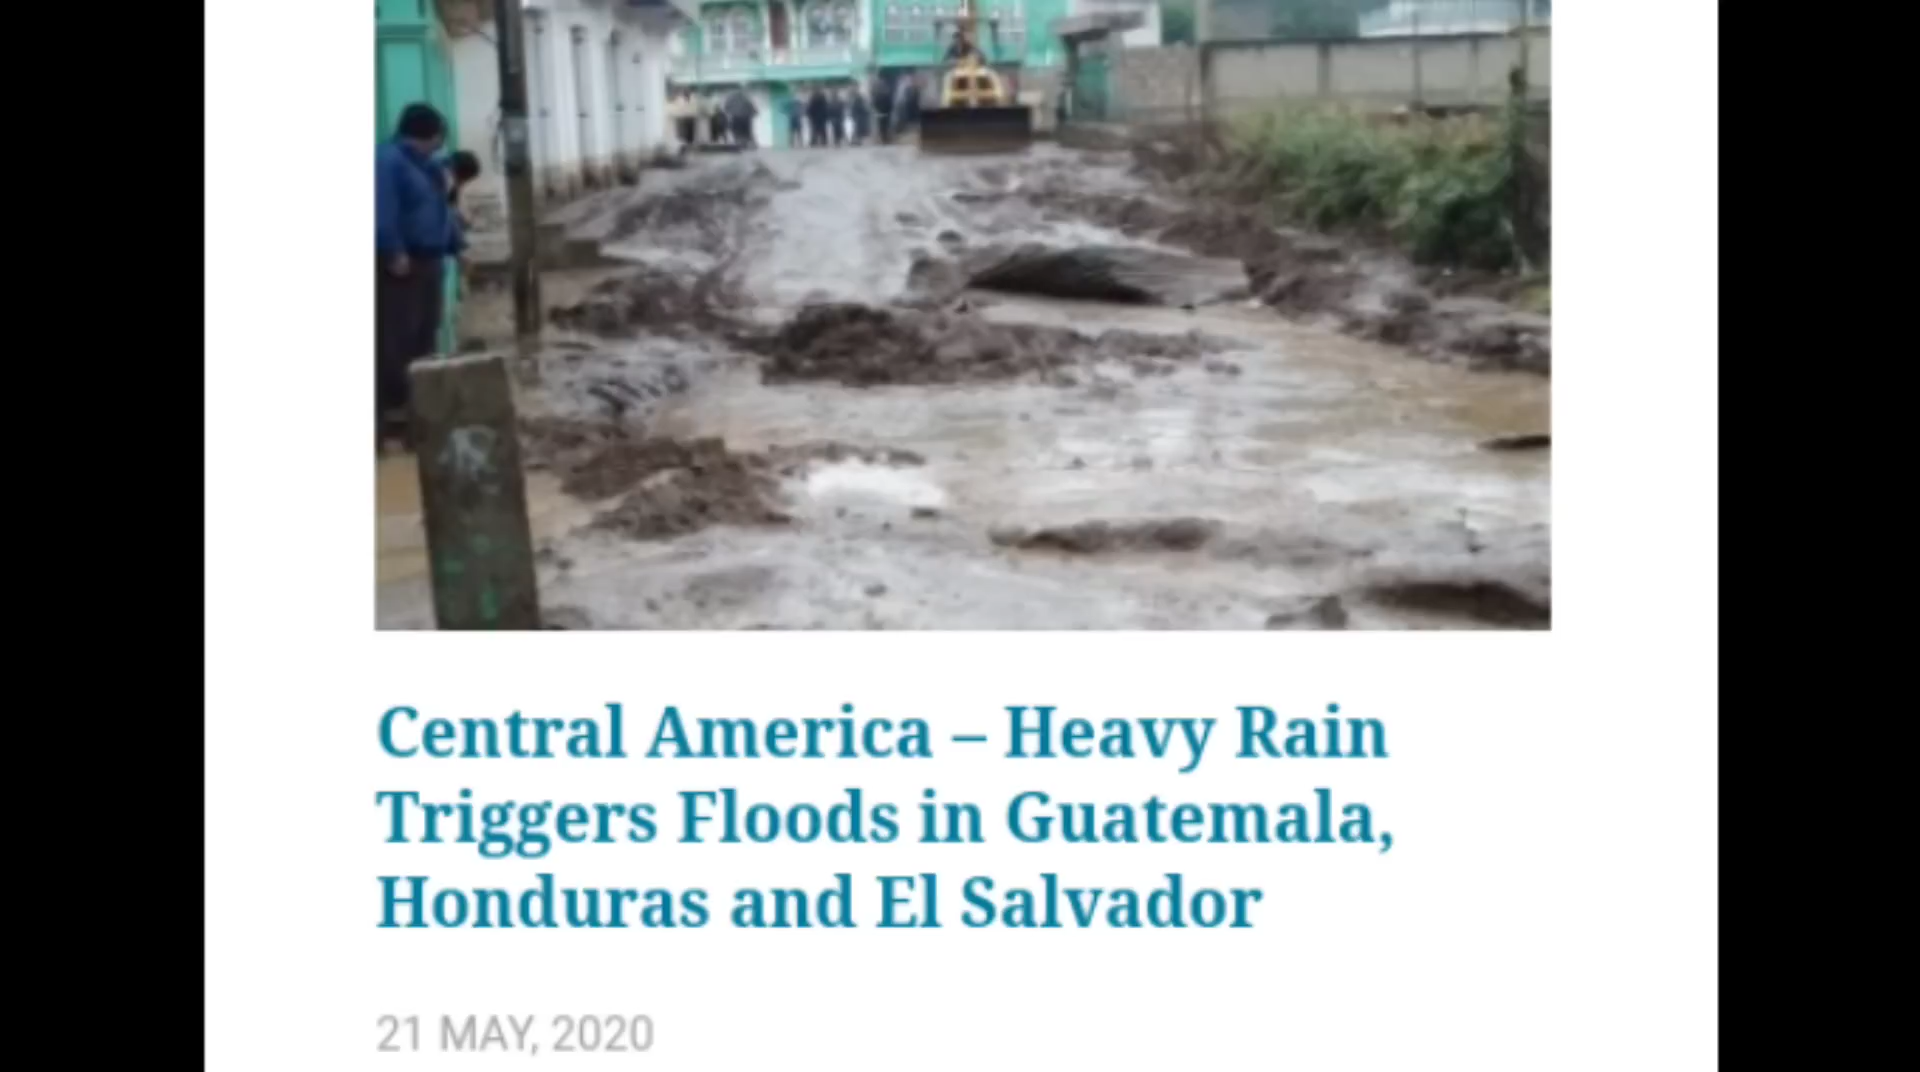 Central America – Heavy Rain
Triggers Floods in Guatemala,
Honduras and El Salvador
21 MAY, 2020